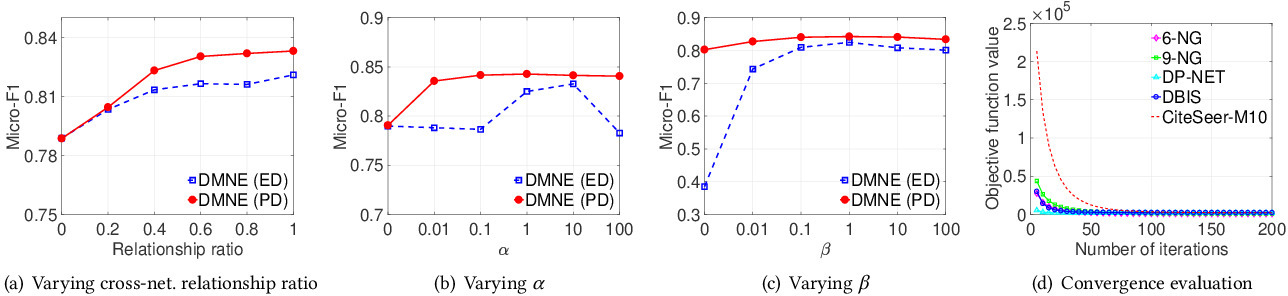 0.84
0.81
0.78
0.75
Micro-F1
0 0.2 0.4 0.6 0.8 1
Relationship ratio
DMNE (ED)
DMNE (PD)
(a) Varying cross-net. relationship ratio
0.9
0.85
0.8
0.75
0.7
Micro-F1
0 0.01 0.1 1 10 100
α
DMNE (ED)
DMNE (PD)
(b) Varying α
0.9
0.8
0.7
0.6
0.5
0.4
0.3
Micro-F1
0 0.01 0.1 1 10 100
β
DMNE (ED)
DMNE (PD)
(c) Varying β
×10⁵
2.5
2
1.5
1
0.5
0
Objective function value
0 50 100 150 200
Number of iterations
6-NG
9-NG
DP-NET
DBIS
CiteSeer-M10
(d) Convergence evaluation